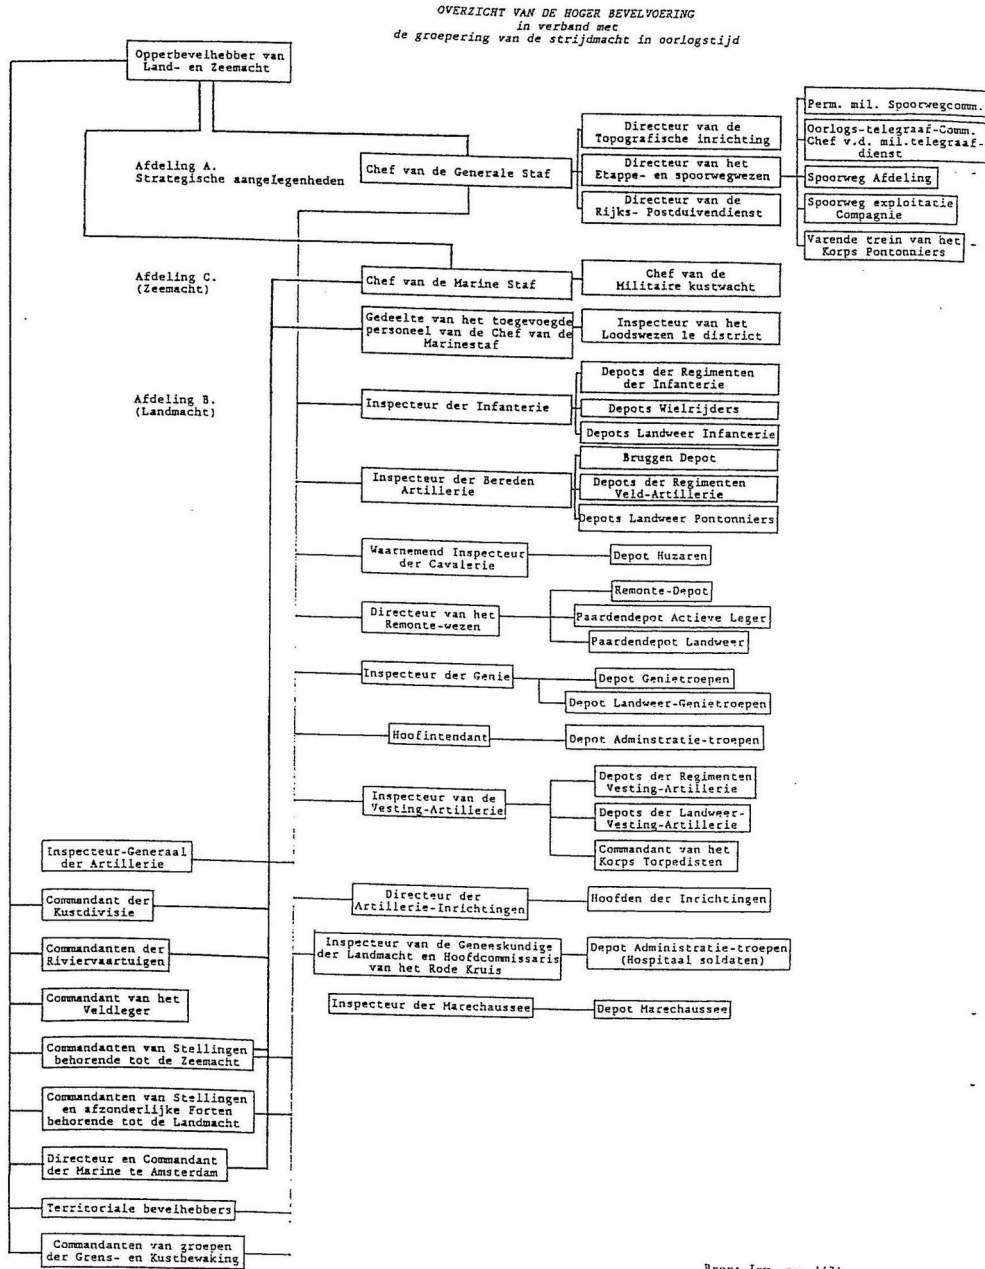 OVERZICHT VAN DE HOGER BEVELVOERING
in verband met
de groepering van de strijdmacht in oorlogstijd
Opperbevelhebber van
Land- en Zeemacht
Afdeling A.
Strategische aangelegenheden
Chef van de Generale Staf
Directeur van de
Topografische inrichting
Directeur van het
Etappe- en spoorwegwezen
Directeur van de
Rijks- Postduivendienst
Perm. mil. Spoorwegcomm.
Oorlogs-telegraaf-Comm.
Chef v.d. mil.telegraaf-
dienst
Spoorweg Afdeling
Spoorweg exploitatie
Compagnie
Varende trein van het
Korps Pontonniers
Afdeling C.
(Zeemacht)
Chef van de Marine Staf
Chef van de
Militaire kustwacht
Gedeelte van het toegevoegde
personeel van de Chef van de
Marinestaf
Inspecteur van het
Loodswezen 1e district
Afdeling B.
(Landmacht)
Inspecteur der Infanterie
Depots der Regimenten
der Infanterie
Depots Wielrijders
Depots Landweer Infanterie
Inspecteur der Bereden
Artillerie
Bruggen Depot
Depots der Regimenten
Veld-Artillerie
Depots Landweer Pontonniers
Waarnemend Inspecteur
der Cavalerie
Depot Huzaren
Directeur van het
Remonte-wezen
Remonte-Depot
Paardendepot Actieve Leger
Paardendepot Landweer
Inspecteur der Genie
Depot Genietroepen
Depot Landweer-Genietroepen
Hoofintendant
Depot Adminstratie-troepen
Inspecteur van de
Vesting-Artillerie
Depots der Regimenten
Vesting-Artillerie
Depots der Landweer-
Vesting-Artillerie
Commandant van het
Korps Torpedisten
Inspecteur-Generaal
der Artillerie
Commandant der
Kustdivisie
Directeur der
Artillerie-Inrichtingen
Hoofden der Inrichtingen
Commandanten der
Riviervaartuigen
Inspecteur van de Geneeskundige
der Landmacht en Hoofdcommissaris
van het Rode Kruis
Depot Administratie-troepen
(Hospitaal soldaten)
Commandant van het
Veldleger
Inspecteur der Marechaussee
Depot Marechaussee
Commandanten van Stellingen
behorende tot de Zeemacht
Commandanten van Stellingen
en afzonderlijke Forten
behorende tot de Landmacht
Directeur en Commandant
der Marine te Amsterdam
Territoriale bevelhebbers
Commandanten van groepen
der Grens- en Kustbewaking